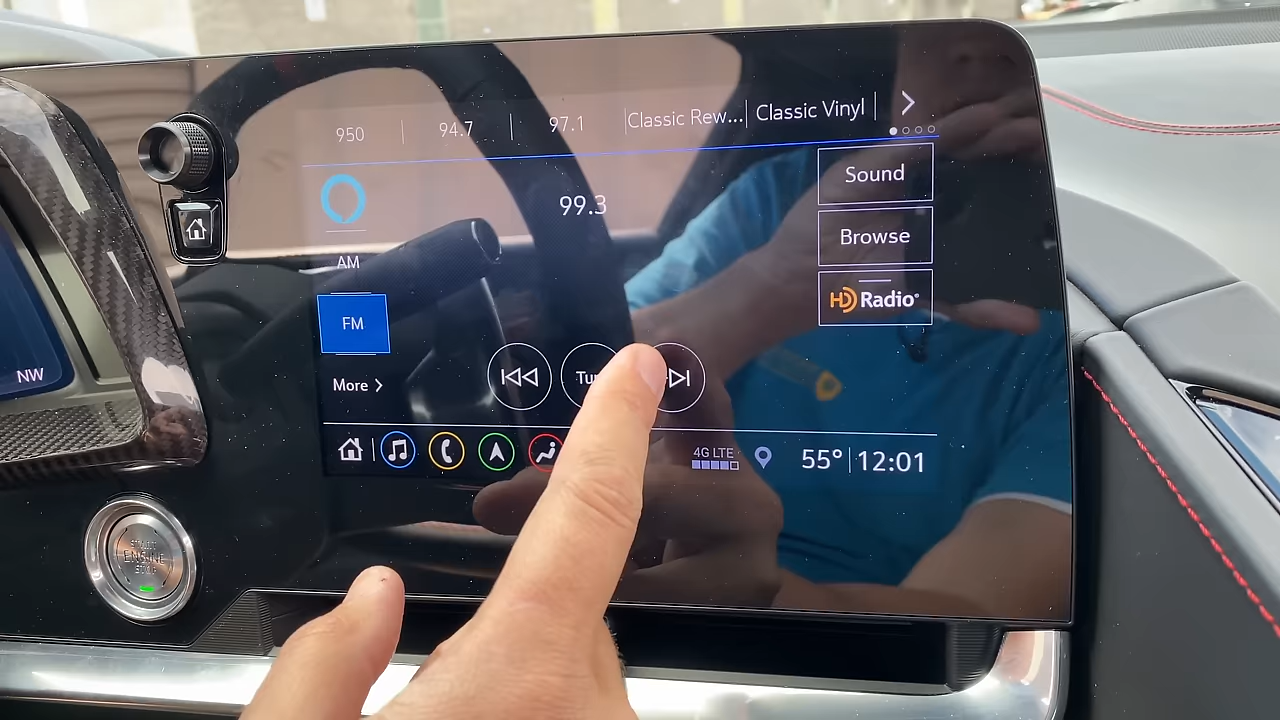 950 94.7 97.1 Classic Rew... Classic Vinyl
Sound
99.3
Browse
AM
HD Radio®
FM
NW
More
4G LTE
55° 12:01
START
ENGINE
STOP